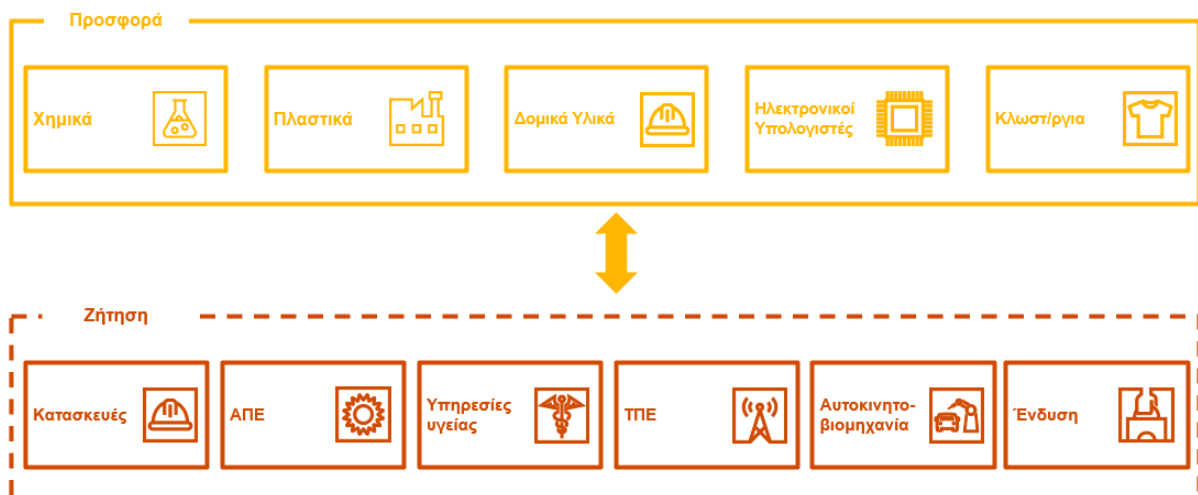 Προσφορά
Χημικά
Πλαστικά
Δομικά Υλικά
Ηλεκτρονικοί
Υπολογιστές
Κλωστ/ργια
Ζήτηση
Κατασκευές
ΑΠΕ
Υπηρεσίες
υγείας
ΤΠΕ
Αυτοκινητο-
βιομηχανία
Ένδυση